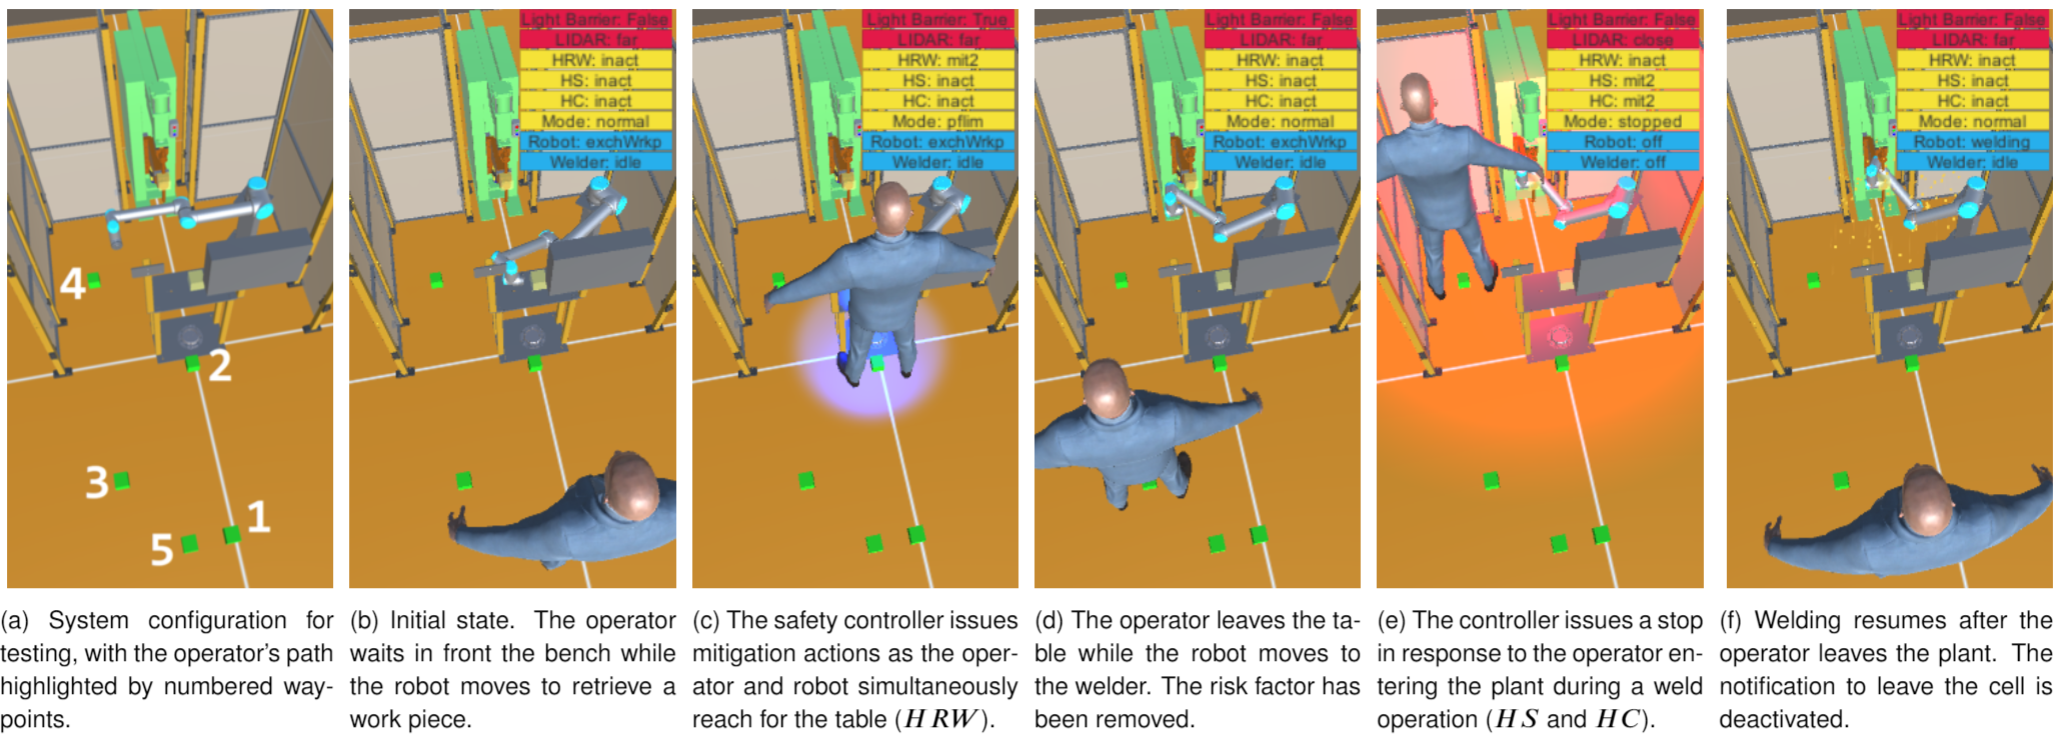 4
2
3
1
5
(a) System configuration for
testing, with the operator's path
highlighted by numbered way-
points.
Light Barrier: False
LIDAR: far
HRW: inact
HS: inact
HC: inact
Mode: normal
Robot: exchWrkp
Welder: idle
(b) Initial state. The operator
waits in front the bench while
the robot moves to retrieve a
work piece.
Light Barrier: True
LIDAR: far
HRW: mit2
HS: inact
HC: inact
Mode: pflim
Robot: exchWrkp
Welder: idle
(c) The safety controller issues
mitigation actions as the oper-
ator and robot simultaneously
reach for the table (HRW).
Light Barrier: False
LIDAR: far
HRW: inact
HS: inact
HC: inact
Mode: normal
Robot: exchWrkp
Welder: idle
(d) The operator leaves the ta-
ble while the robot moves to
the welder. The risk factor has
been removed.
Light Barrier: False
LIDAR: close
HRW: inact
HS: mit2
HC: mit2
Mode: stopped
Robot: off
Welder: off
(e) The controller issues a stop
in response to the operator en-
tering the plant during a weld
operation (HS and HC).
Light Barrier: False
LIDAR: far
HRW: inact
HS: inact
HC: inact
Mode: normal
Robot: welding
Welder: idle
(f) Welding resumes after the
operator leaves the plant. The
notification to leave the cell is
deactivated.